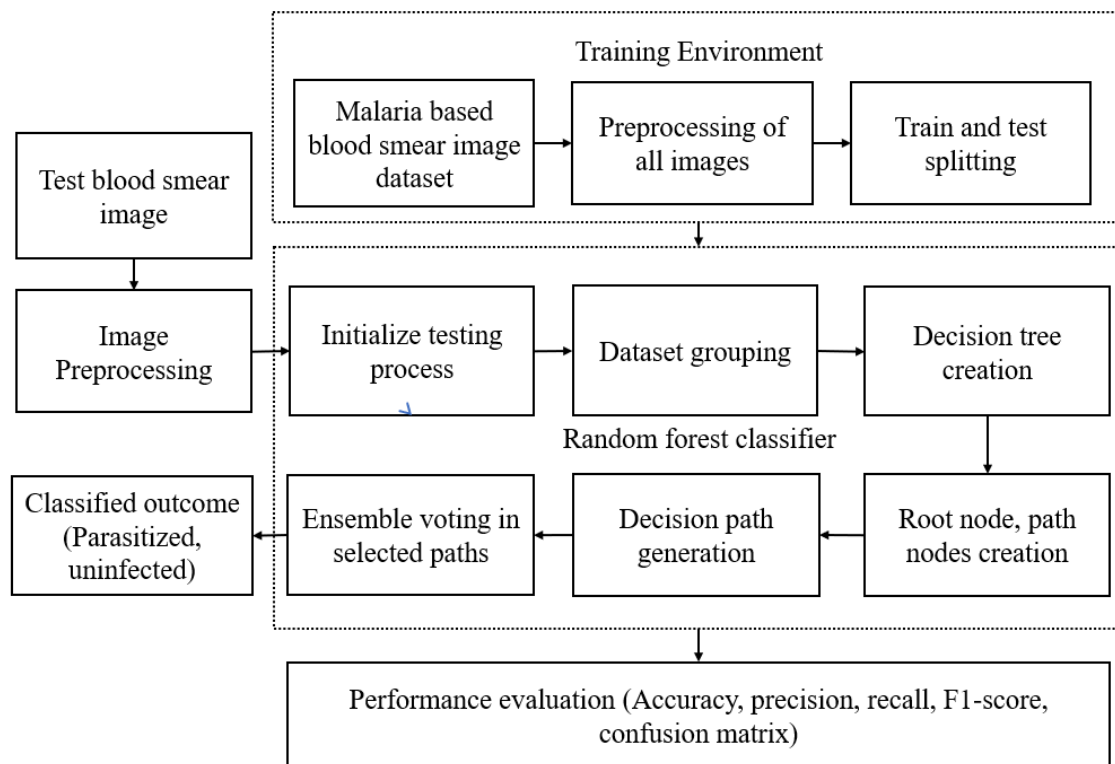 Training Environment
Malaria based
blood smear image
dataset
Preprocessing of
all images
Train and test
splitting
Test blood smear
image
Image
Preprocessing
Initialize testing
process
Dataset grouping
Decision tree
creation
Random forest classifier
Classified outcome
(Parasitized,
uninfected)
Ensemble voting in
selected paths
Decision path
generation
Root node, path
nodes creation
Performance evaluation (Accuracy, precision, recall, F1-score,
confusion matrix)